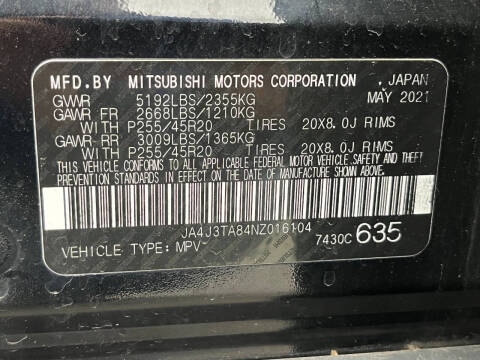 MFD.BY MITSUBISHI MOTORS CORPORATION, JAPAN
GVWR 5192LBS/2355KG MAY 2021
GAWR FR 2668LBS/1210KG
WITH P255/45R20 TIRES 20X8.0J RIMS
GAWR-RR 3009LBS/1365KG
WITH P255/45R20 TIRES 20X8.0J RIMS
THIS VEHICLE CONFORMS TO ALL APPLICABLE FEDERAL MOTOR VEHICLE SAFETY AND THEFT
PREVENTION STANDARDS IN EFFECT ON THE DATE OF MANUFACTURE SHOWN ABOVE.
JA4J3TA84NZ016104
VEHICLE TYPE: MPV 7430C 635